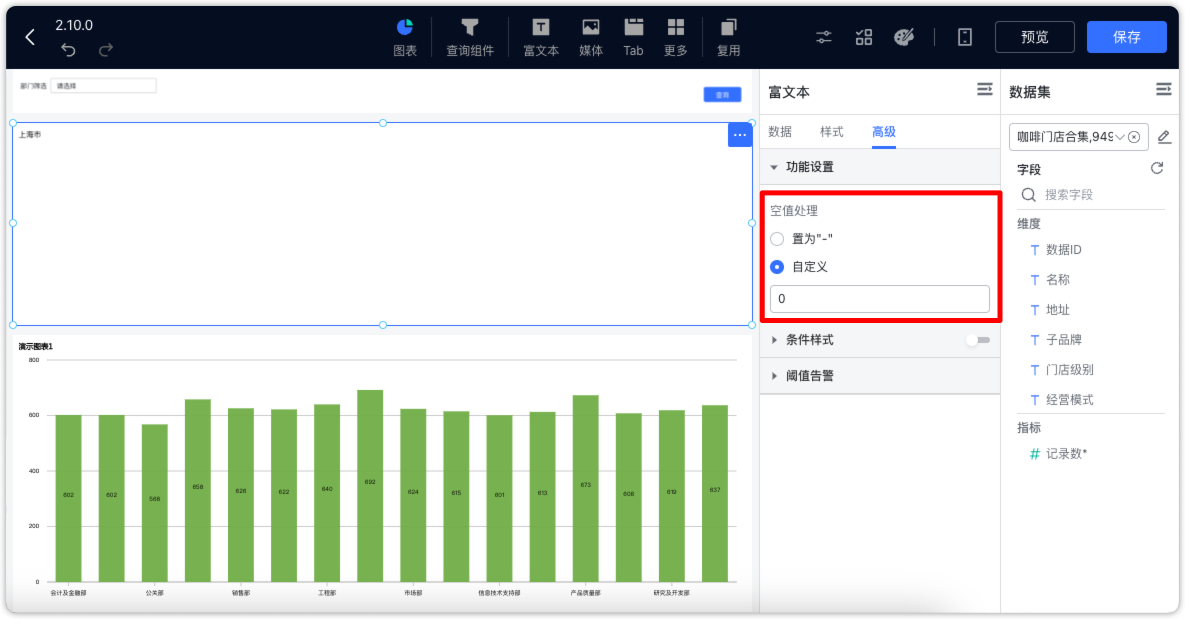 2.10.0
图表
查询组件
富文本
媒体
Tab
更多
复用
预览
保存
部门筛选
请选择
查询
上海市
演示图表1
800
600
400
200
0
602
602
568
658
626
622
640
692
624
615
601
613
673
608
619
637
会计及金融部
公关部
销售部
工程部
市场部
信息技术支持部
产品质量部
研究及开发部
富文本
数据
样式
高级
功能设置
空值处理
置为"-"
自定义
0
条件样式
阈值告警
数据集
咖啡门店合集,949
字段
搜索字段
维度
T 数据ID
T 名称
T 地址
T 子品牌
T 门店级别
T 经营模式
指标
# 记录数*